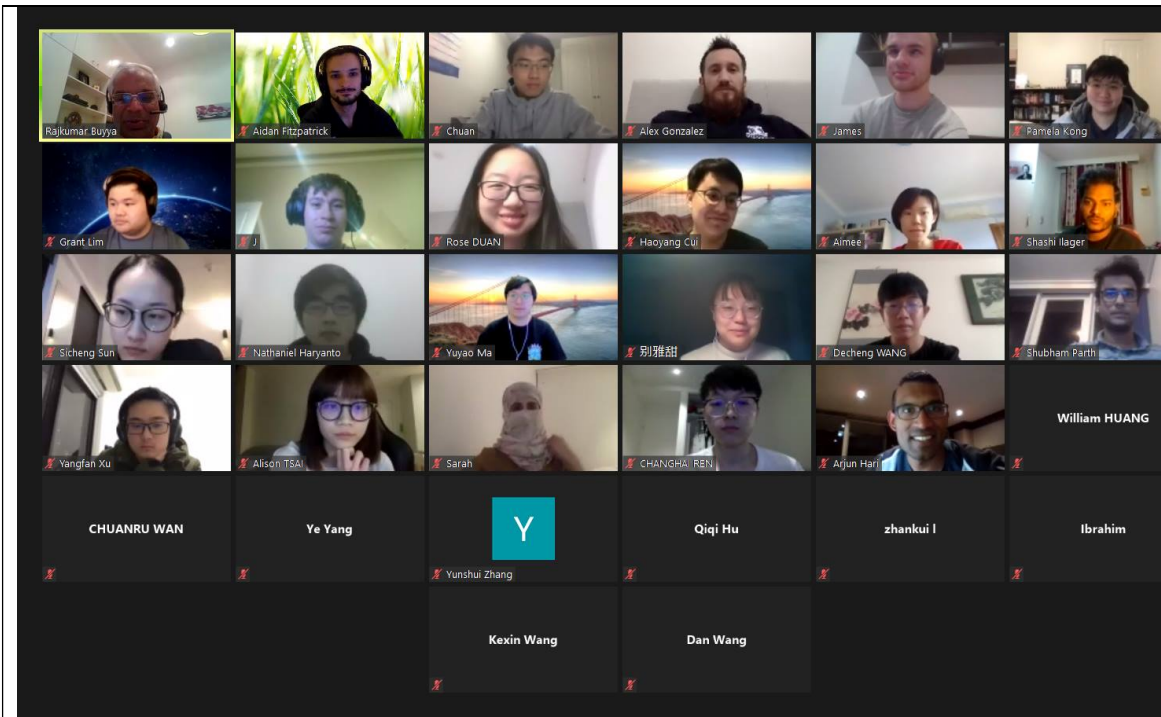 Rajkumar Buyya
Aidan Fitzpatrick
Chuan
Alex Gonzalez
James
Pamela Kong
Grant Lim
J
Rose DUAN
Haoyang Cui
Aimee
Shashi Ilager
Sicheng Sun
Nathaniel Haryanto
Yuyao Ma
别雅甜
Decheng WANG
Shubham Parth
Yangfan Xu
Alison TSAI
Sarah
CHANGHAI REN
Arjun Hari
William HUANG
CHUANRU WAN
Ye Yang
Y
Yunshui Zhang
Qiqi Hu
zhankui l
Ibrahim
Kexin Wang
Dan Wang